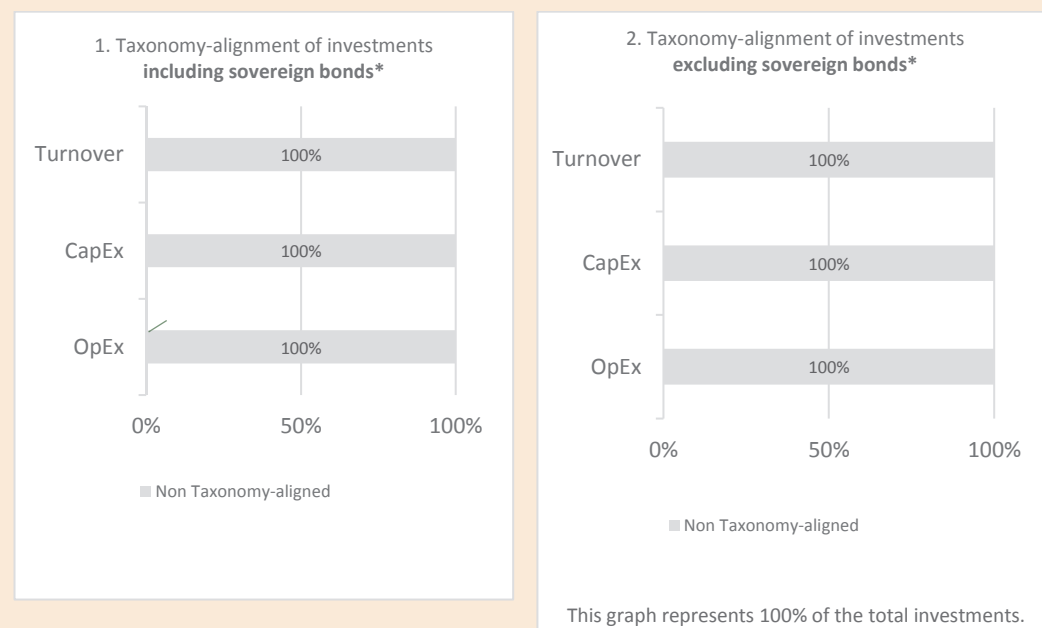 1. Taxonomy-alignment of investments
including sovereign bonds*
Turnover
100%
CapEx
100%
OpEx
100%
0%
50%
100%
Non Taxonomy-aligned
2. Taxonomy-alignment of investments
excluding sovereign bonds*
Turnover
100%
CapEx
100%
OpEx
100%
0%
50%
100%
Non Taxonomy-aligned
This graph represents 100% of the total investments.